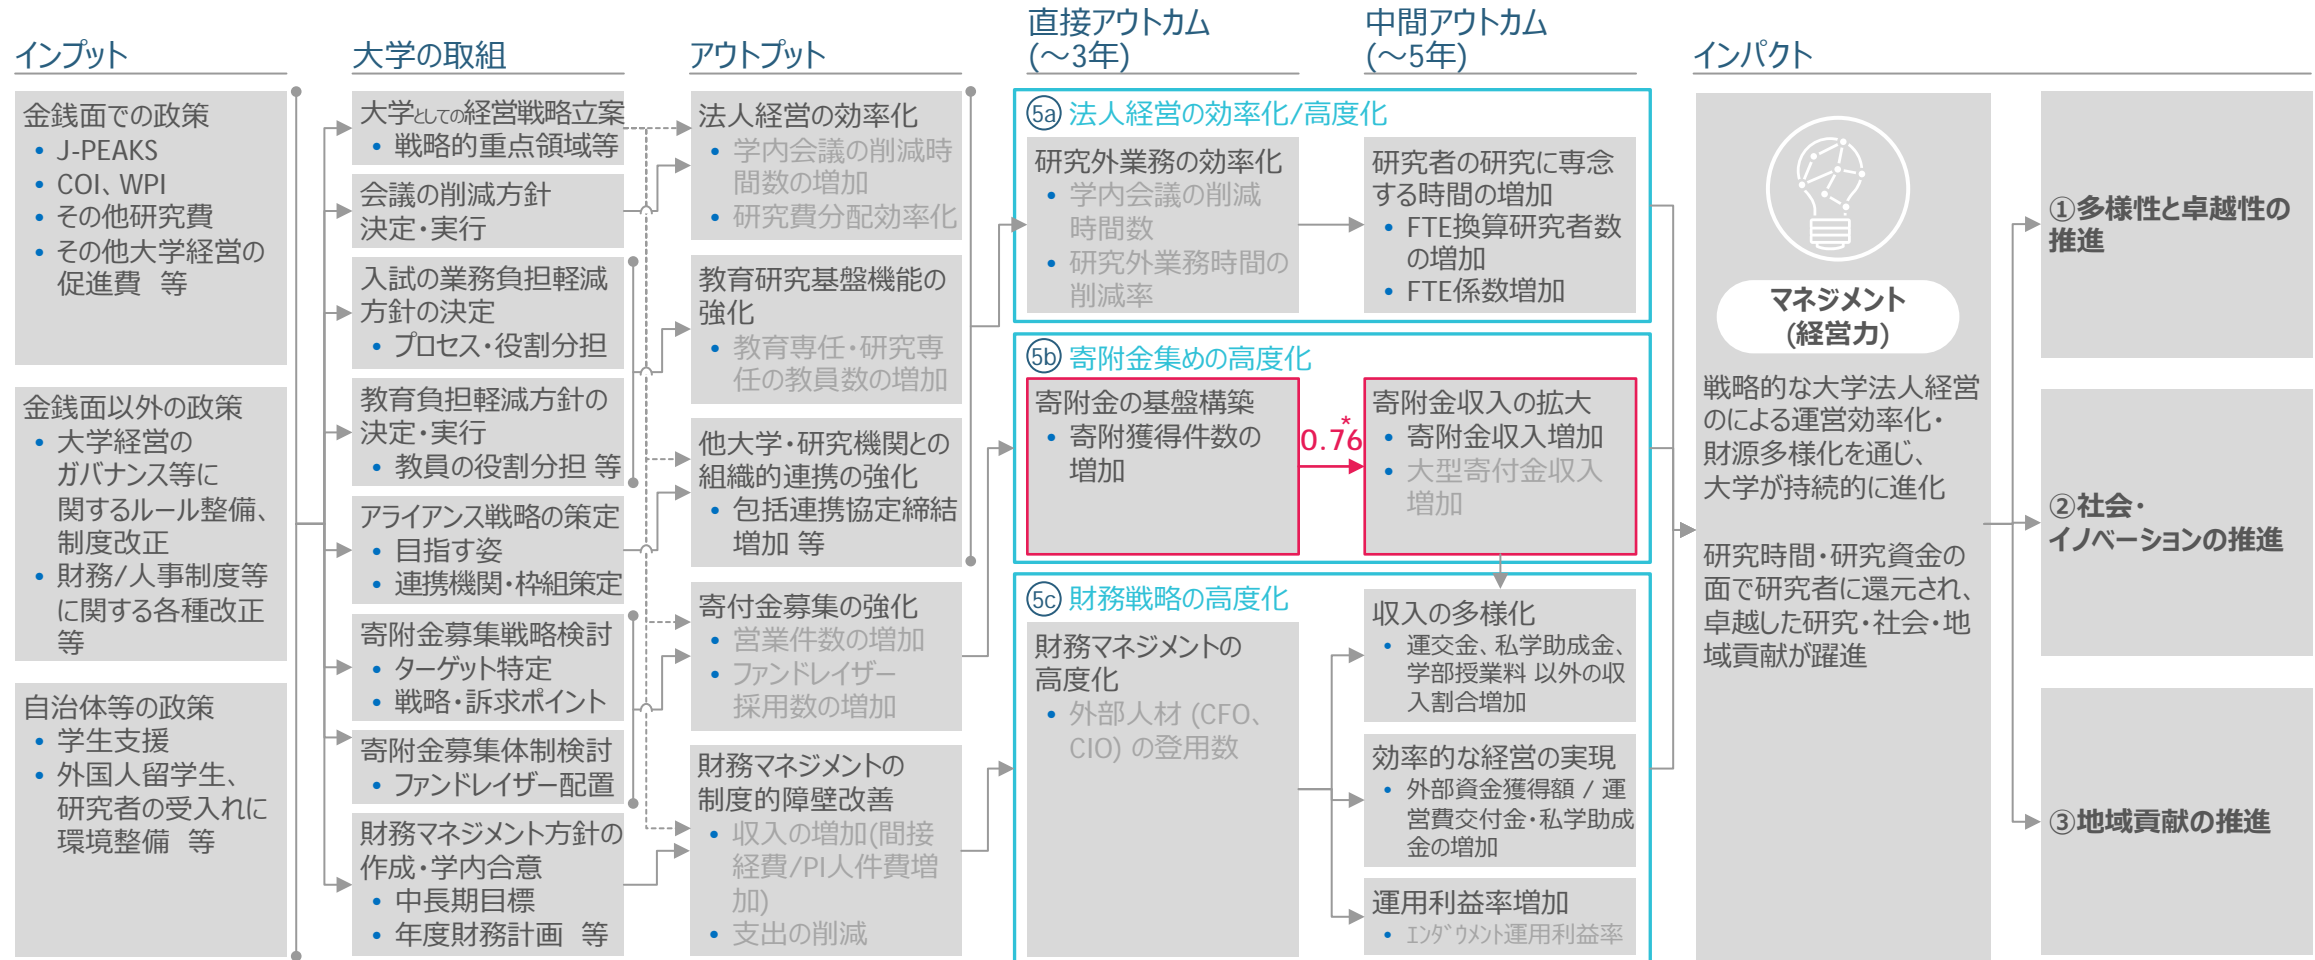 インプット
大学の取組
アウトプット
直接アウトカム
(～3年)
中間アウトカム
(～5年)
インパクト
金銭面での政策
• J-PEAKS
• COI、WPI
• その他研究費
• その他大学経営の
促進費 等
金銭面以外の政策
• 大学経営の
ガバナンス等に
関するルール整備、
制度改正
• 財務/人事制度等
に関する各種改正
等
自治体等の政策
• 学生支援
• 外国人留学生、
研究者の受入れに
環境整備 等
大学としての経営戦略立案
• 戦略的重点領域等
会議の削減方針
決定・実行
入試の業務負担軽減
方針の決定
• プロセス・役割分担
教育負担軽減方針の
決定・実行
• 教員の役割分担 等
アライアンス戦略の策定
• 目指す姿
• 連携機関・枠組策定
寄附金募集戦略検討
• ターゲット特定
• 戦略・訴求ポイント
寄附金募集体制検討
• ファンドレイザー配置
財務マネジメント方針の
作成・学内合意
• 中長期目標
• 年度財務計画 等
法人経営の効率化
• 学内会議の削減時
間数の増加
• 研究費分配効率化
教育研究基盤機能の
強化
• 教育専任・研究専
任の教員数の増加
他大学・研究機関との
組織的連携の強化
• 包括連携協定締結
増加 等
寄付金募集の強化
• 営業件数の増加
• ファンドレイザー
採用数の増加
財務マネジメントの
制度的障壁改善
• 収入の増加(間接
経費/PI人件費増
加)
• 支出の削減
5a 法人経営の効率化/高度化
研究外業務の効率化
• 学内会議の削減
時間数
• 研究外業務時間の
削減率
研究者の研究に専念
する時間の増加
• FTE換算研究者数
の増加
• FTE係数増加
5b 寄附金集めの高度化
寄附金の基盤構築
• 寄附獲得件数の
増加
*
0.76
寄附金収入の拡大
• 寄附金収入増加
• 大型寄付金収入
増加
5c 財務戦略の高度化
財務マネジメントの
高度化
• 外部人材 (CFO、
CIO) の登用数
収入の多様化
• 運交金、私学助成金、
学部授業料 以外の収
入割合増加
効率的な経営の実現
• 外部資金獲得額 / 運
営費交付金・私学助成
金の増加
運用利益率増加
• エンダウメント運用利益率
マネジメント
(経営力)
戦略的な大学法人経営
のによる運営効率化・
財源多様化を通じ、
大学が持続的に進化
研究時間・研究資金の
面で研究者に還元され、
卓越した研究・社会・地
域貢献が躍進
①多様性と卓越性の
推進
②社会・
イノベーションの推進
③地域貢献の推進